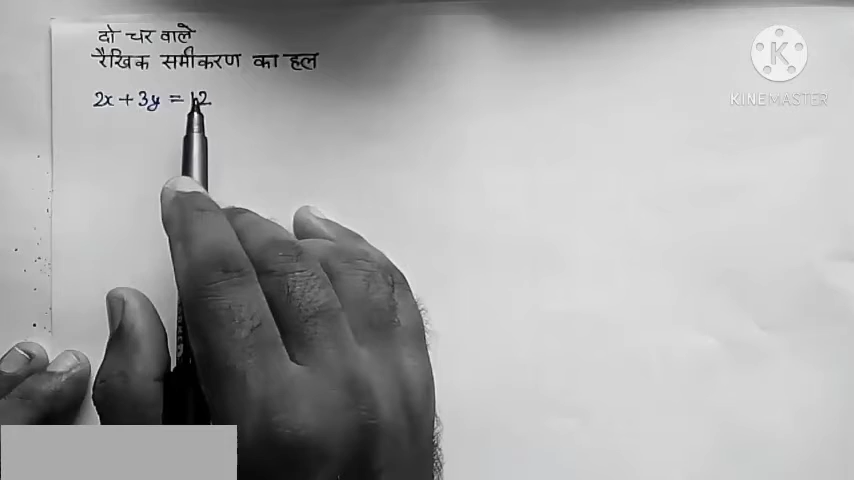 दो चर वाले
रैखिक समीकरण का हल
2x + 3y = 12
K
KINEMASTER